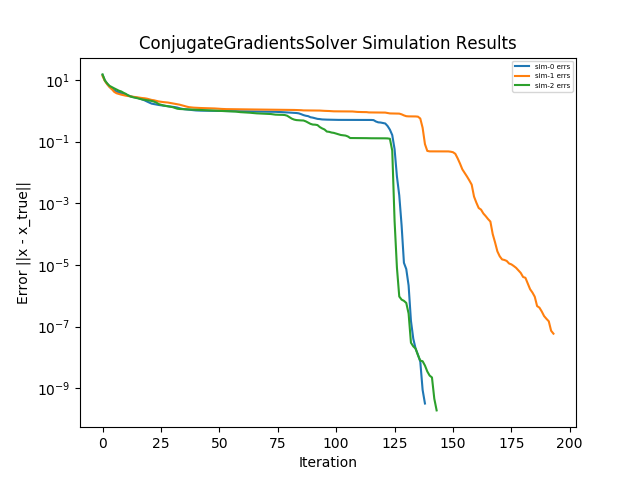 ConjugateGradientsSolver Simulation Results
sim-0 errs
sim-1 errs
sim-2 errs
Error ||x - x_true||
10^1
10^-1
10^-3
10^-5
10^-7
10^-9
0 25 50 75 100 125 150 175 200
Iteration